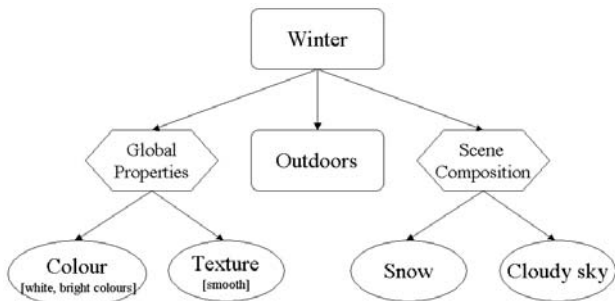 Winter
Global
Properties
Outdoors
Scene
Composition
Colour
[white, bright colours]
Texture
[smooth]
Snow
Cloudy sky